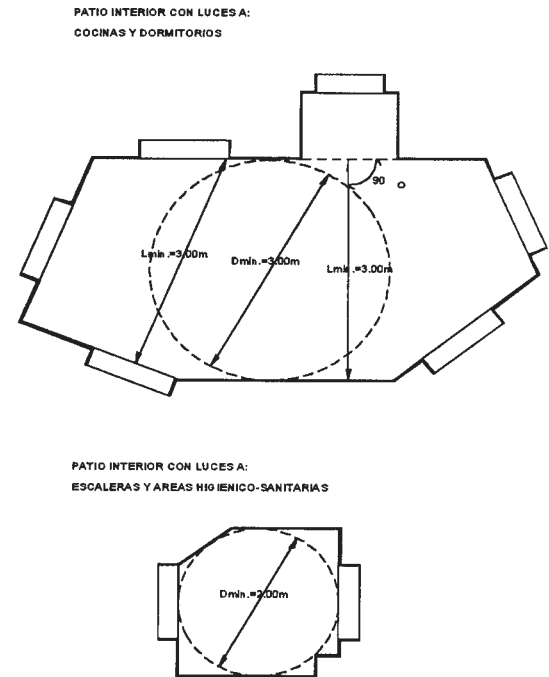 PATIO INTERIOR CON LUCES A:
COCINAS Y DORMITORIOS
90 o
Lmin.=3.00m
Dmin.=3.00m
Lmin.=3.00m
PATIO INTERIOR CON LUCES A:
ESCALERAS Y AREAS HIGIENICO-SANITARIAS
Dmin.=2.00m